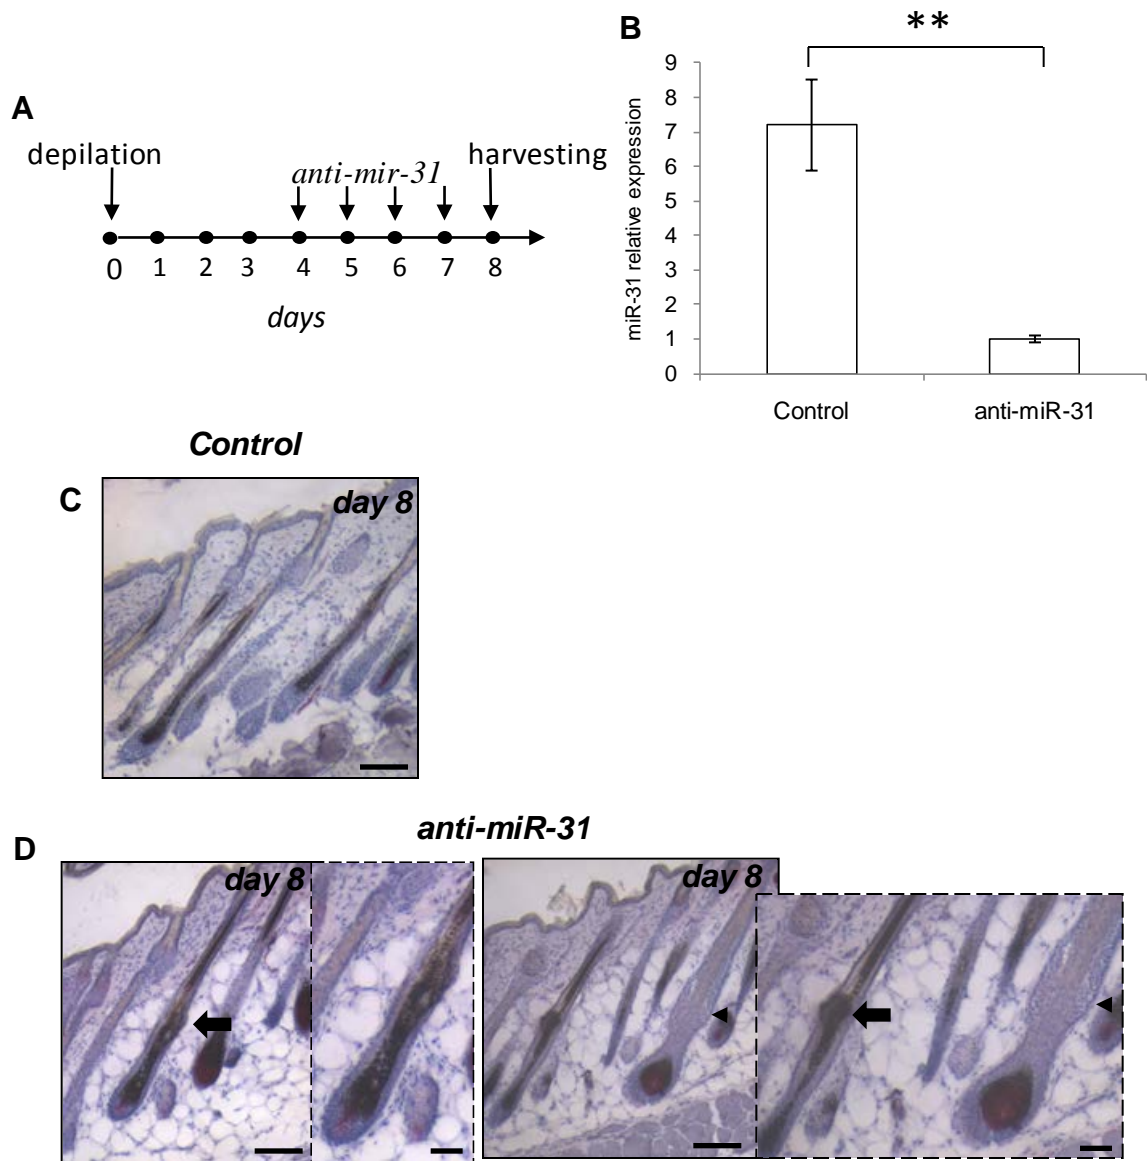 A
depilation
anti-mir-31
harvesting
0 1 2 3 4 5 6 7 8
days
B
**
miR-31 relative expression
9
8
7
6
5
4
3
2
1
0
Control
anti-miR-31
Control
C
day 8
anti-miR-31
D
day 8
day 8